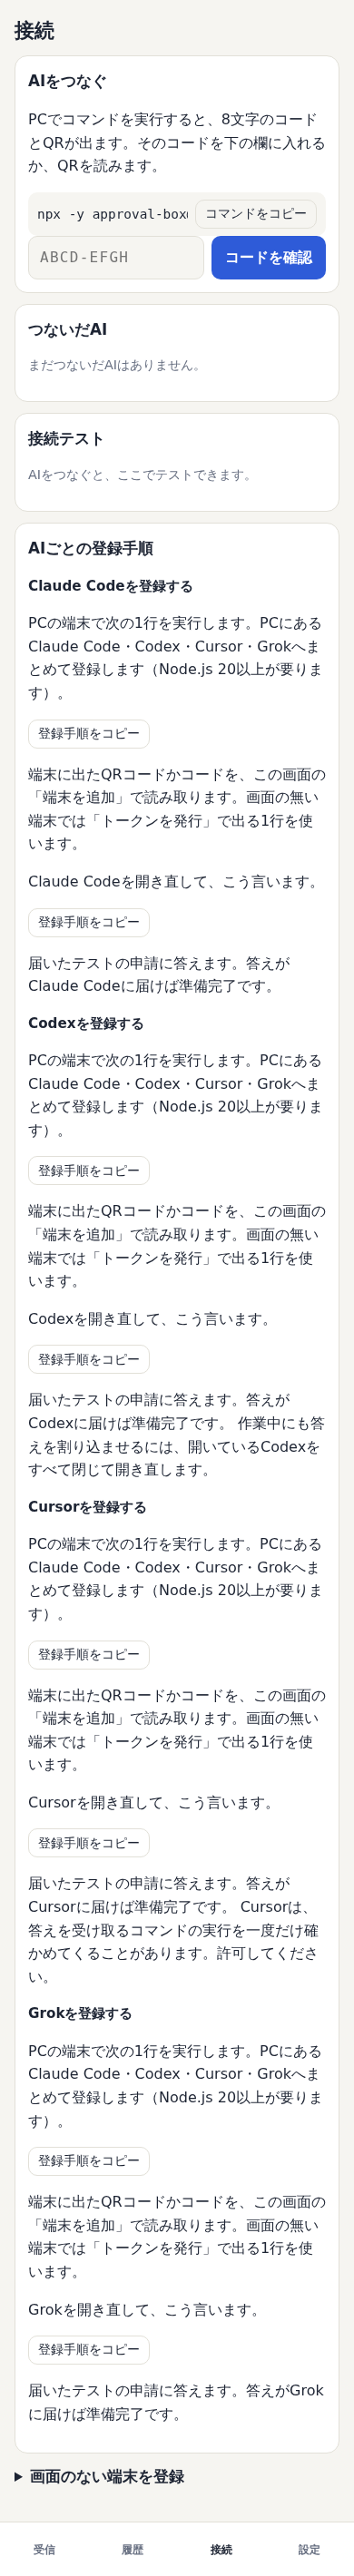 接続
AIをつなぐ
PCでコマンドを実行すると、8文字のコード
とQRが出ます。そのコードを下の欄に入れる
か、QRを読みます。
npx -y approval-box
コマンドをコピー
ABCD-EFGH
コードを確認
つないだAI
まだつないだAIはありません。
接続テスト
AIをつなぐと、ここでテストできます。
AIごとの登録手順
Claude Codeを登録する
PCの端末で次の1行を実行します。PCにある
Claude Code・Codex・Cursor・Grokへま
とめて登録します（Node.js 20以上が要りま
す）。
登録手順をコピー
端末に出たQRコードかコードを、この画面の
「端末を追加」で読み取ります。画面の無い
端末では「トークンを発行」で出る1行を使
います。
Claude Codeを開き直して、こう言います。
登録手順をコピー
届いたテストの申請に答えます。答えが
Claude Codeに届けば準備完了です。
Codexを登録する
PCの端末で次の1行を実行します。PCにある
Claude Code・Codex・Cursor・Grokへま
とめて登録します（Node.js 20以上が要りま
す）。
登録手順をコピー
端末に出たQRコードかコードを、この画面の
「端末を追加」で読み取ります。画面の無い
端末では「トークンを発行」で出る1行を使
います。
Codexを開き直して、こう言います。
登録手順をコピー
届いたテストの申請に答えます。答えが
Codexに届けば準備完了です。 作業中にも答
えを割り込ませるには、開いているCodexを
すべて閉じて開き直します。
Cursorを登録する
PCの端末で次の1行を実行します。PCにある
Claude Code・Codex・Cursor・Grokへま
とめて登録します（Node.js 20以上が要りま
す）。
登録手順をコピー
端末に出たQRコードかコードを、この画面の
「端末を追加」で読み取ります。画面の無い
端末では「トークンを発行」で出る1行を使
います。
Cursorを開き直して、こう言います。
登録手順をコピー
届いたテストの申請に答えます。答えが
Cursorに届けば準備完了です。 Cursorは、
答えを受け取るコマンドの実行を一度だけ確
かめてくることがあります。許可してくださ
い。
Grokを登録する
PCの端末で次の1行を実行します。PCにある
Claude Code・Codex・Cursor・Grokへま
とめて登録します（Node.js 20以上が要りま
す）。
登録手順をコピー
端末に出たQRコードかコードを、この画面の
「端末を追加」で読み取ります。画面の無い
端末では「トークンを発行」で出る1行を使
います。
Grokを開き直して、こう言います。
登録手順をコピー
届いたテストの申請に答えます。答えがGrok
に届けば準備完了です。
画面のない端末を登録
受信
履歴
接続
設定